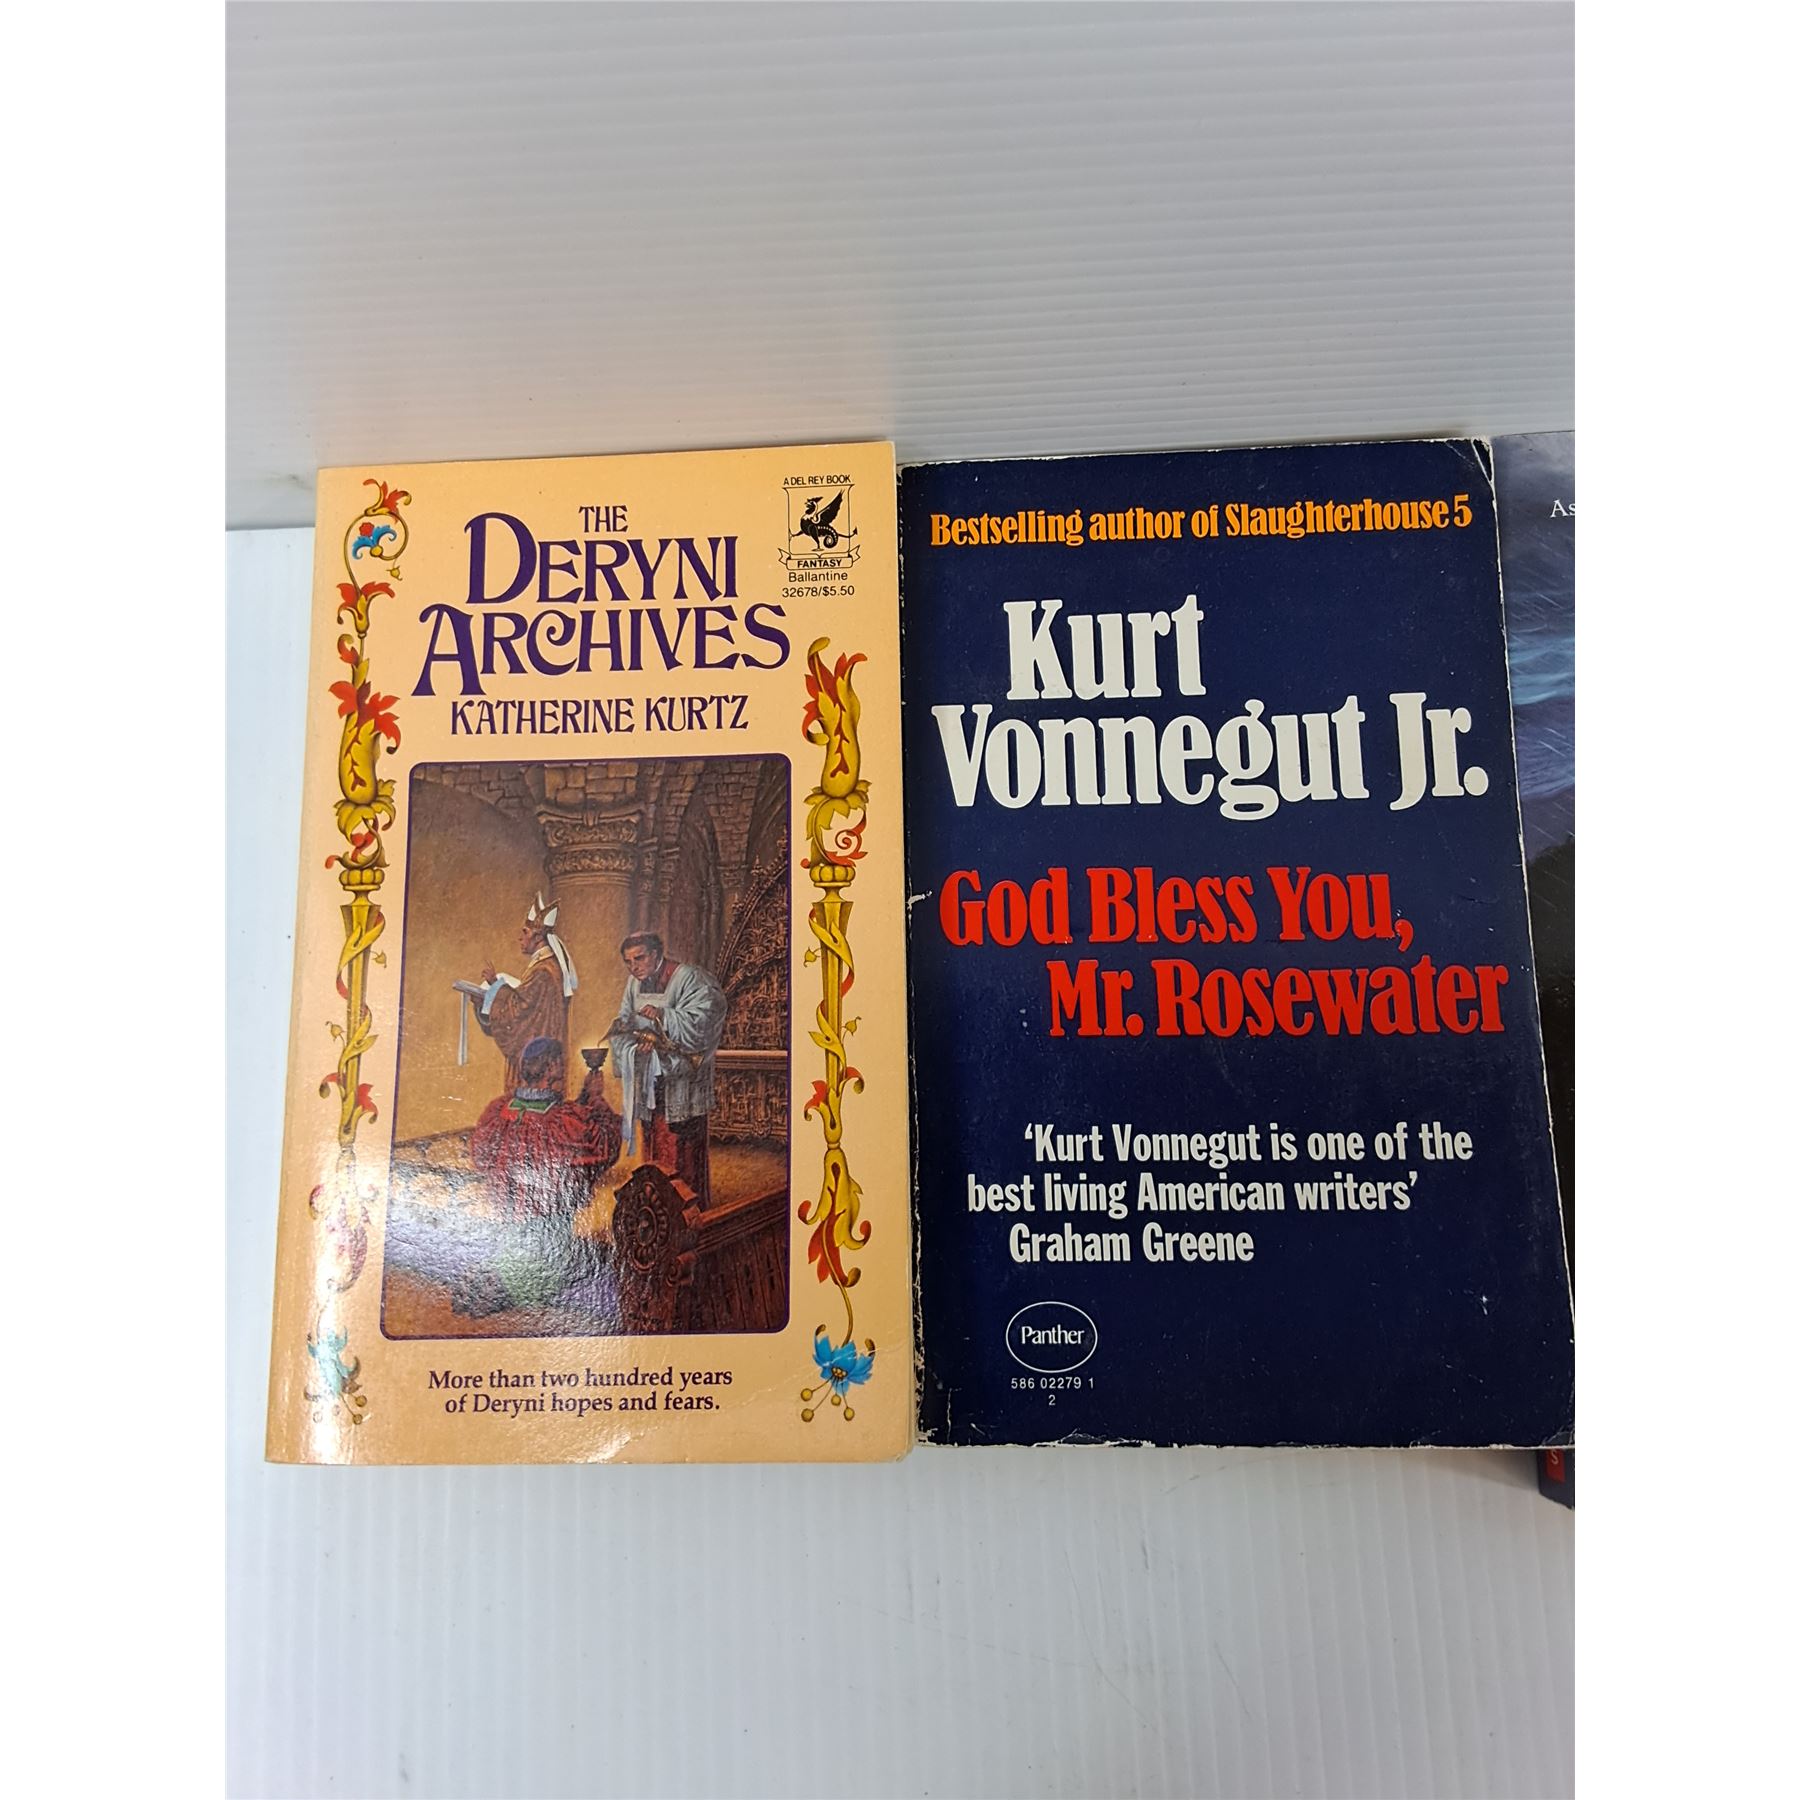 THE
DERYNI
ARCHIVES
KATHERINE KURTZ
A DEL REY BOOK
FANTASY
Ballantine
32678/$5.50
More than two hundred years
of Deryni hopes and fears.
Bestselling author of Slaughterhouse 5
Kurt
Vonnegut Jr.
God Bless You,
Mr. Rosewater
‘Kurt Vonnegut is one of the
best living American writers’
Graham Greene
Panther
586 02279 1
2
As
S